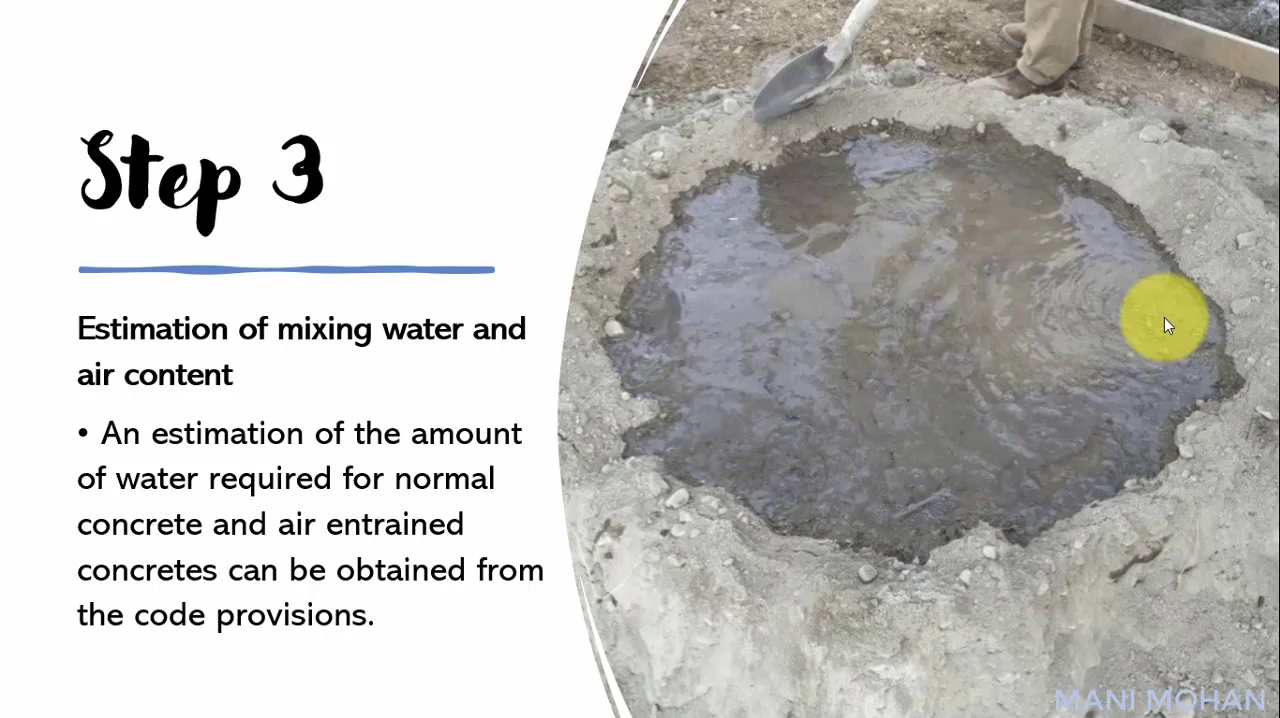 Step 3
Estimation of mixing water and
air content
• An estimation of the amount
of water required for normal
concrete and air entrained
concretes can be obtained from
the code provisions.
MANI MOHAN